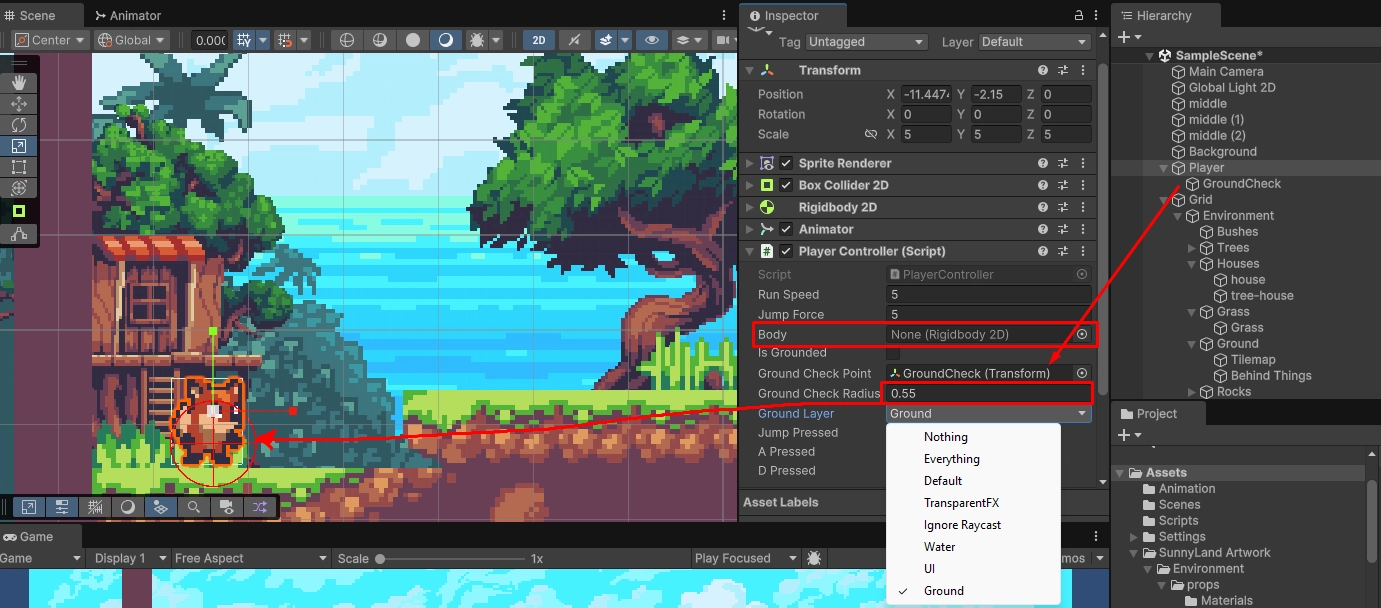 Scene
Animator
Center
Global
0.00
2D
Inspector
Tag Untagged Layer Default
Transform
Position X -11.447 Y -2.15 Z 0
Rotation X 0 Y 0 Z 0
Scale X 5 Y 5 Z 5
Sprite Renderer
Box Collider 2D
Rigidbody 2D
Animator
Player Controller (Script)
Script PlayerController
Run Speed 5
Jump Force 5
Body None (Rigidbody 2D)
Is Grounded
Ground Check Point GroundCheck (Transform)
Ground Check Radius 0.55
Ground Layer Ground
Jump Pressed
A Pressed
D Pressed
Nothing
Everything
Default
TransparentFX
Ignore Raycast
Water
UI
Ground
Asset Labels
Hierarchy
SampleScene*
Main Camera
Global Light 2D
middle
middle (1)
middle (2)
Background
Player
GroundCheck
Grid
Environment
Bushes
Trees
Houses
house
tree-house
Grass
Grass
Ground
Tilemap
Behind Things
Rocks
Project
Assets
Animation
Scenes
Scripts
Settings
SunnyLand Artwork
Environment
props
Materials
Game
Game Display 1 Free Aspect Scale 1x Play Focused mos